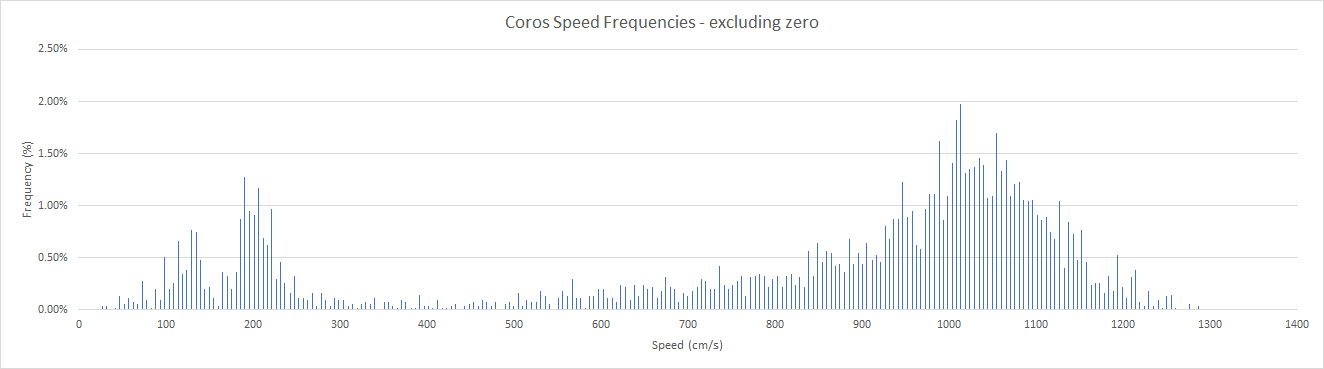 Coros Speed Frequencies - excluding zero
2.50%
2.00%
1.50%
1.00%
0.50%
0.00%
Frequency (%)
0 100 200 300 400 500 600 700 800 900 1000 1100 1200 1300 1400
Speed (cm/s)